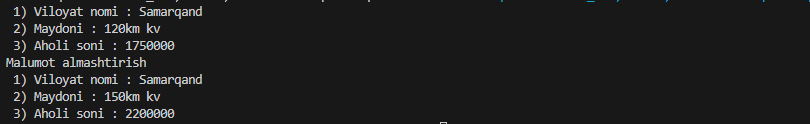 1) Viloyat nomi : Samarqand
2) Maydoni : 120km kv
3) Aholi soni : 1750000
Malumot almashtirish
1) Viloyat nomi : Samarqand
2) Maydoni : 150km kv
3) Aholi soni : 2200000